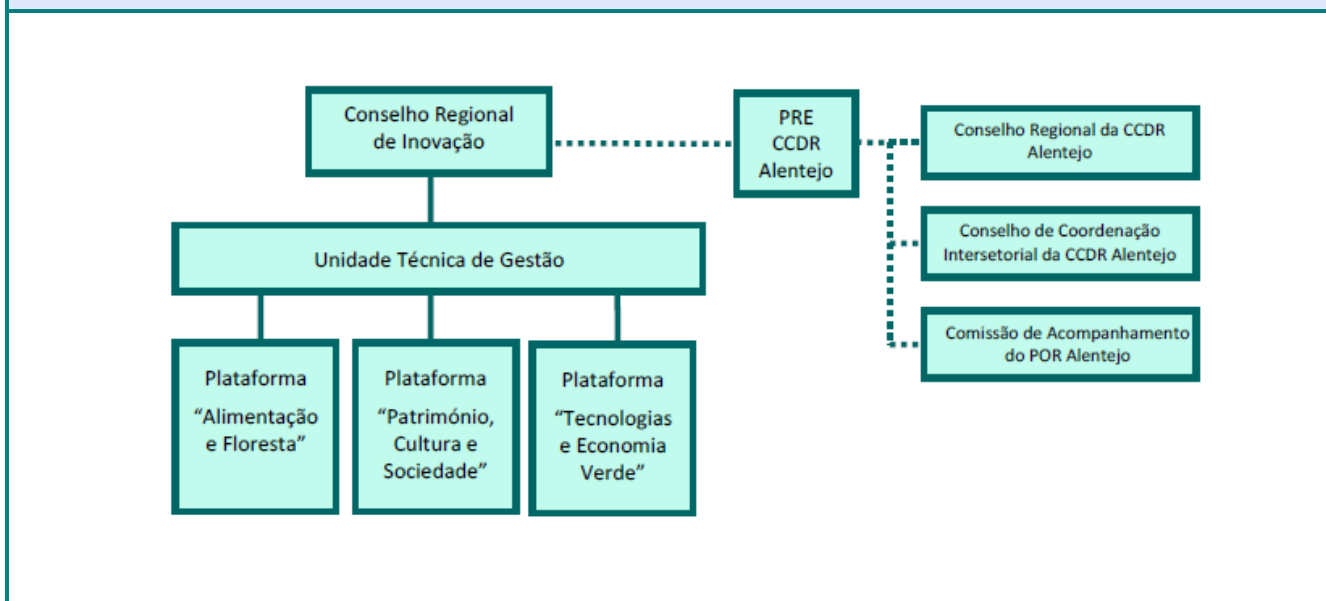 Conselho Regional
de Inovação
PRE
CCDR
Alentejo
Conselho Regional da CCDR
Alentejo
Conselho de Coordenação
Intersetorial da CCDR Alentejo
Comissão de Acompanhamento
do POR Alentejo
Unidade Técnica de Gestão
Plataforma
“Alimentação
e Floresta”
Plataforma
“Património,
Cultura e
Sociedade”
Plataforma
“Tecnologias
e Economia
Verde”